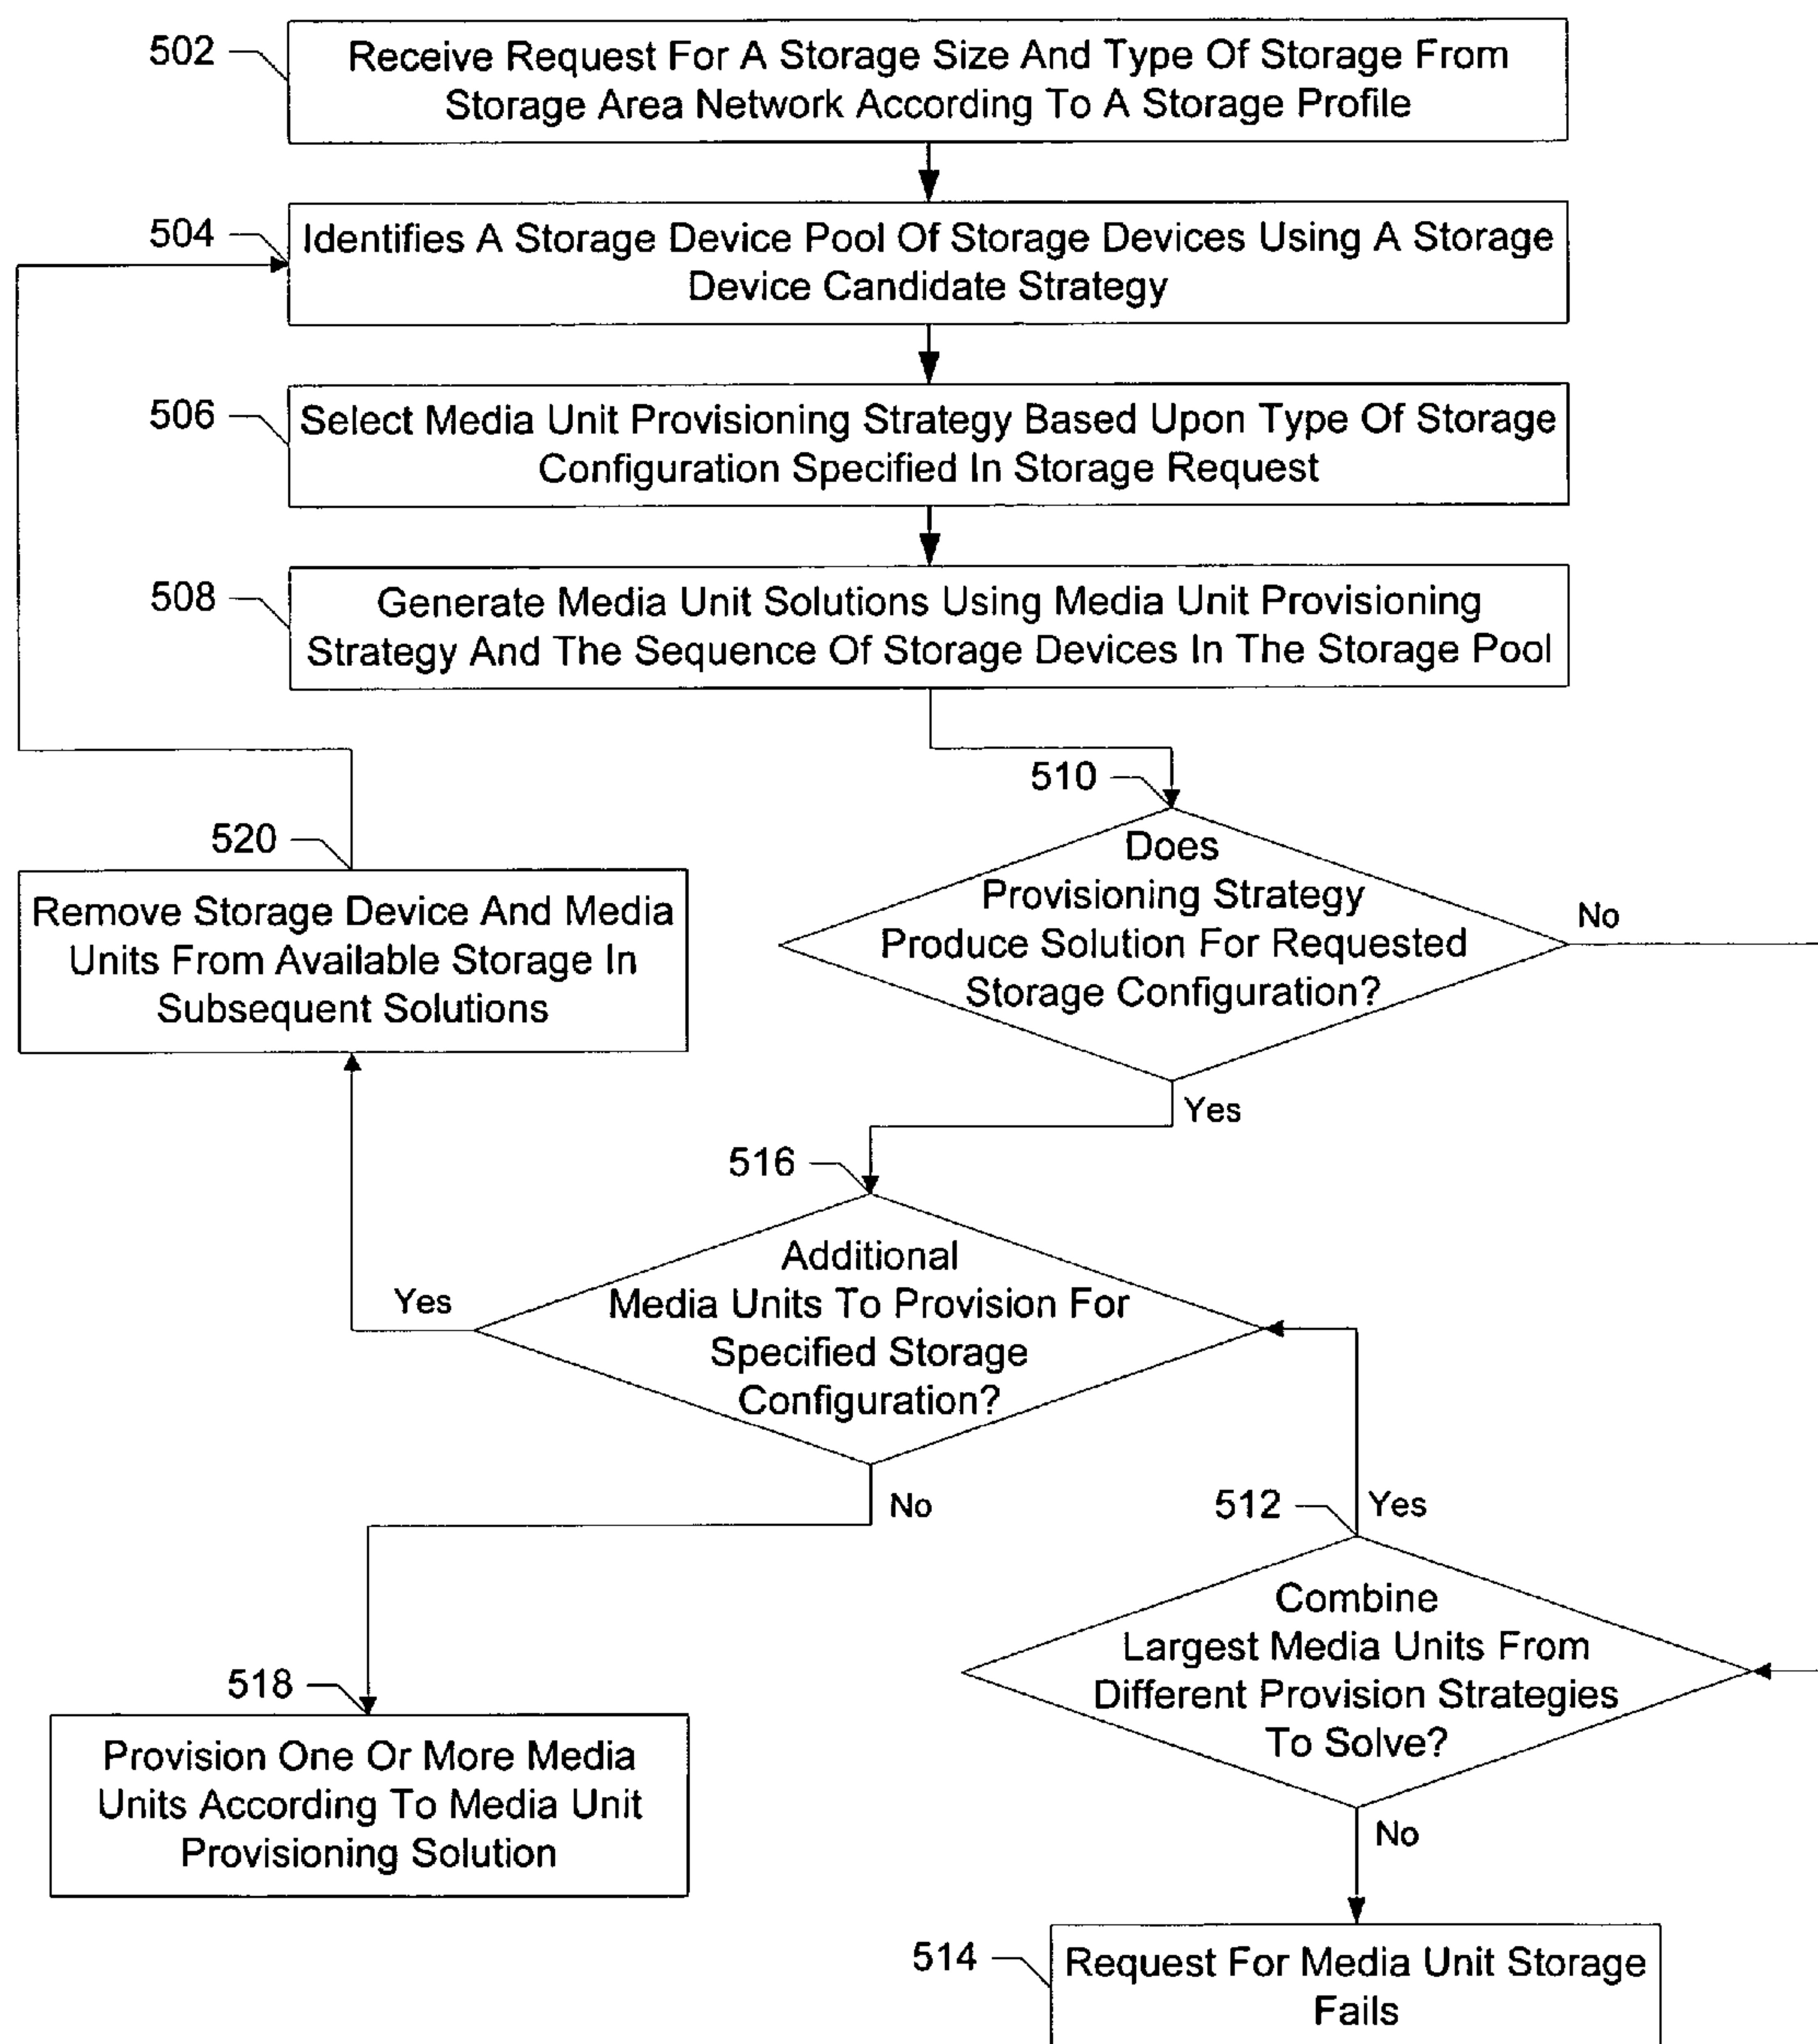 502
Receive Request For A Storage Size And Type Of Storage From
Storage Area Network According To A Storage Profile
504
Identifies A Storage Device Pool Of Storage Devices Using A Storage
Device Candidate Strategy
506
Select Media Unit Provisioning Strategy Based Upon Type Of Storage
Configuration Specified In Storage Request
508
Generate Media Unit Solutions Using Media Unit Provisioning
Strategy And The Sequence Of Storage Devices In The Storage Pool
510
Does
Provisioning Strategy
Produce Solution For Requested
Storage Configuration?
No
Yes
520
Remove Storage Device And Media
Units From Available Storage In
Subsequent Solutions
516
Additional
Media Units To Provision For
Specified Storage
Configuration?
Yes
No
512
Yes
Combine
Largest Media Units From
Different Provision Strategies
To Solve?
No
518
Provision One Or More Media
Units According To Media Unit
Provisioning Solution
514
Request For Media Unit Storage
Fails